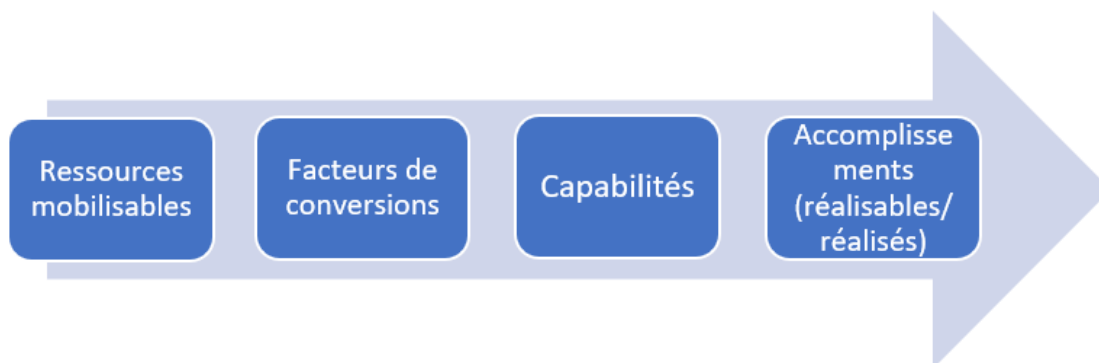 Ressources
mobilisables
Facteurs de
conversions
Capabilités
Accomplisse
ments
(réalisables/
réalisés)